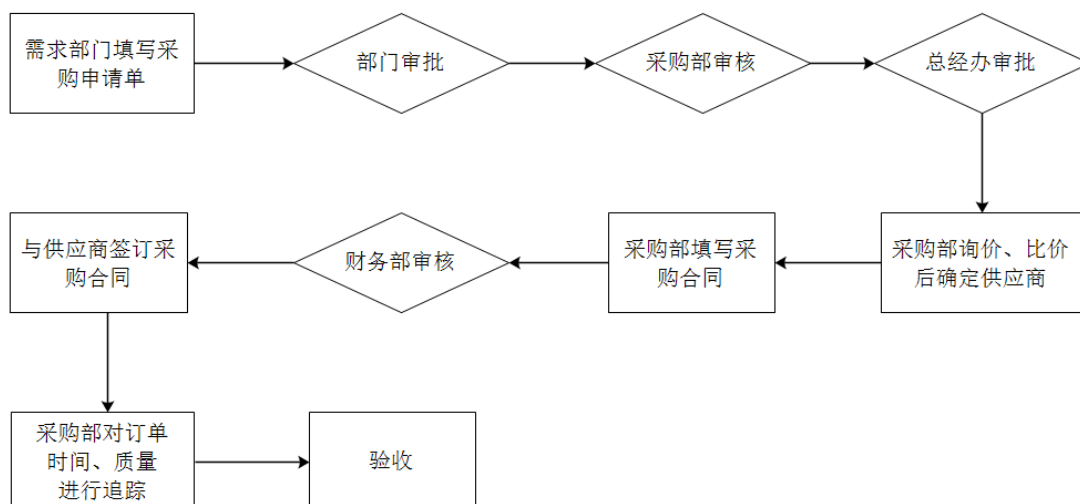 需求部门填写采
购申请单
部门审批
采购部审核
总经办审批
与供应商签订采
购合同
财务部审核
采购部填写采
购合同
采购部询价、比价
后确定供应商
采购部对订单
时间、质量
进行追踪
验收